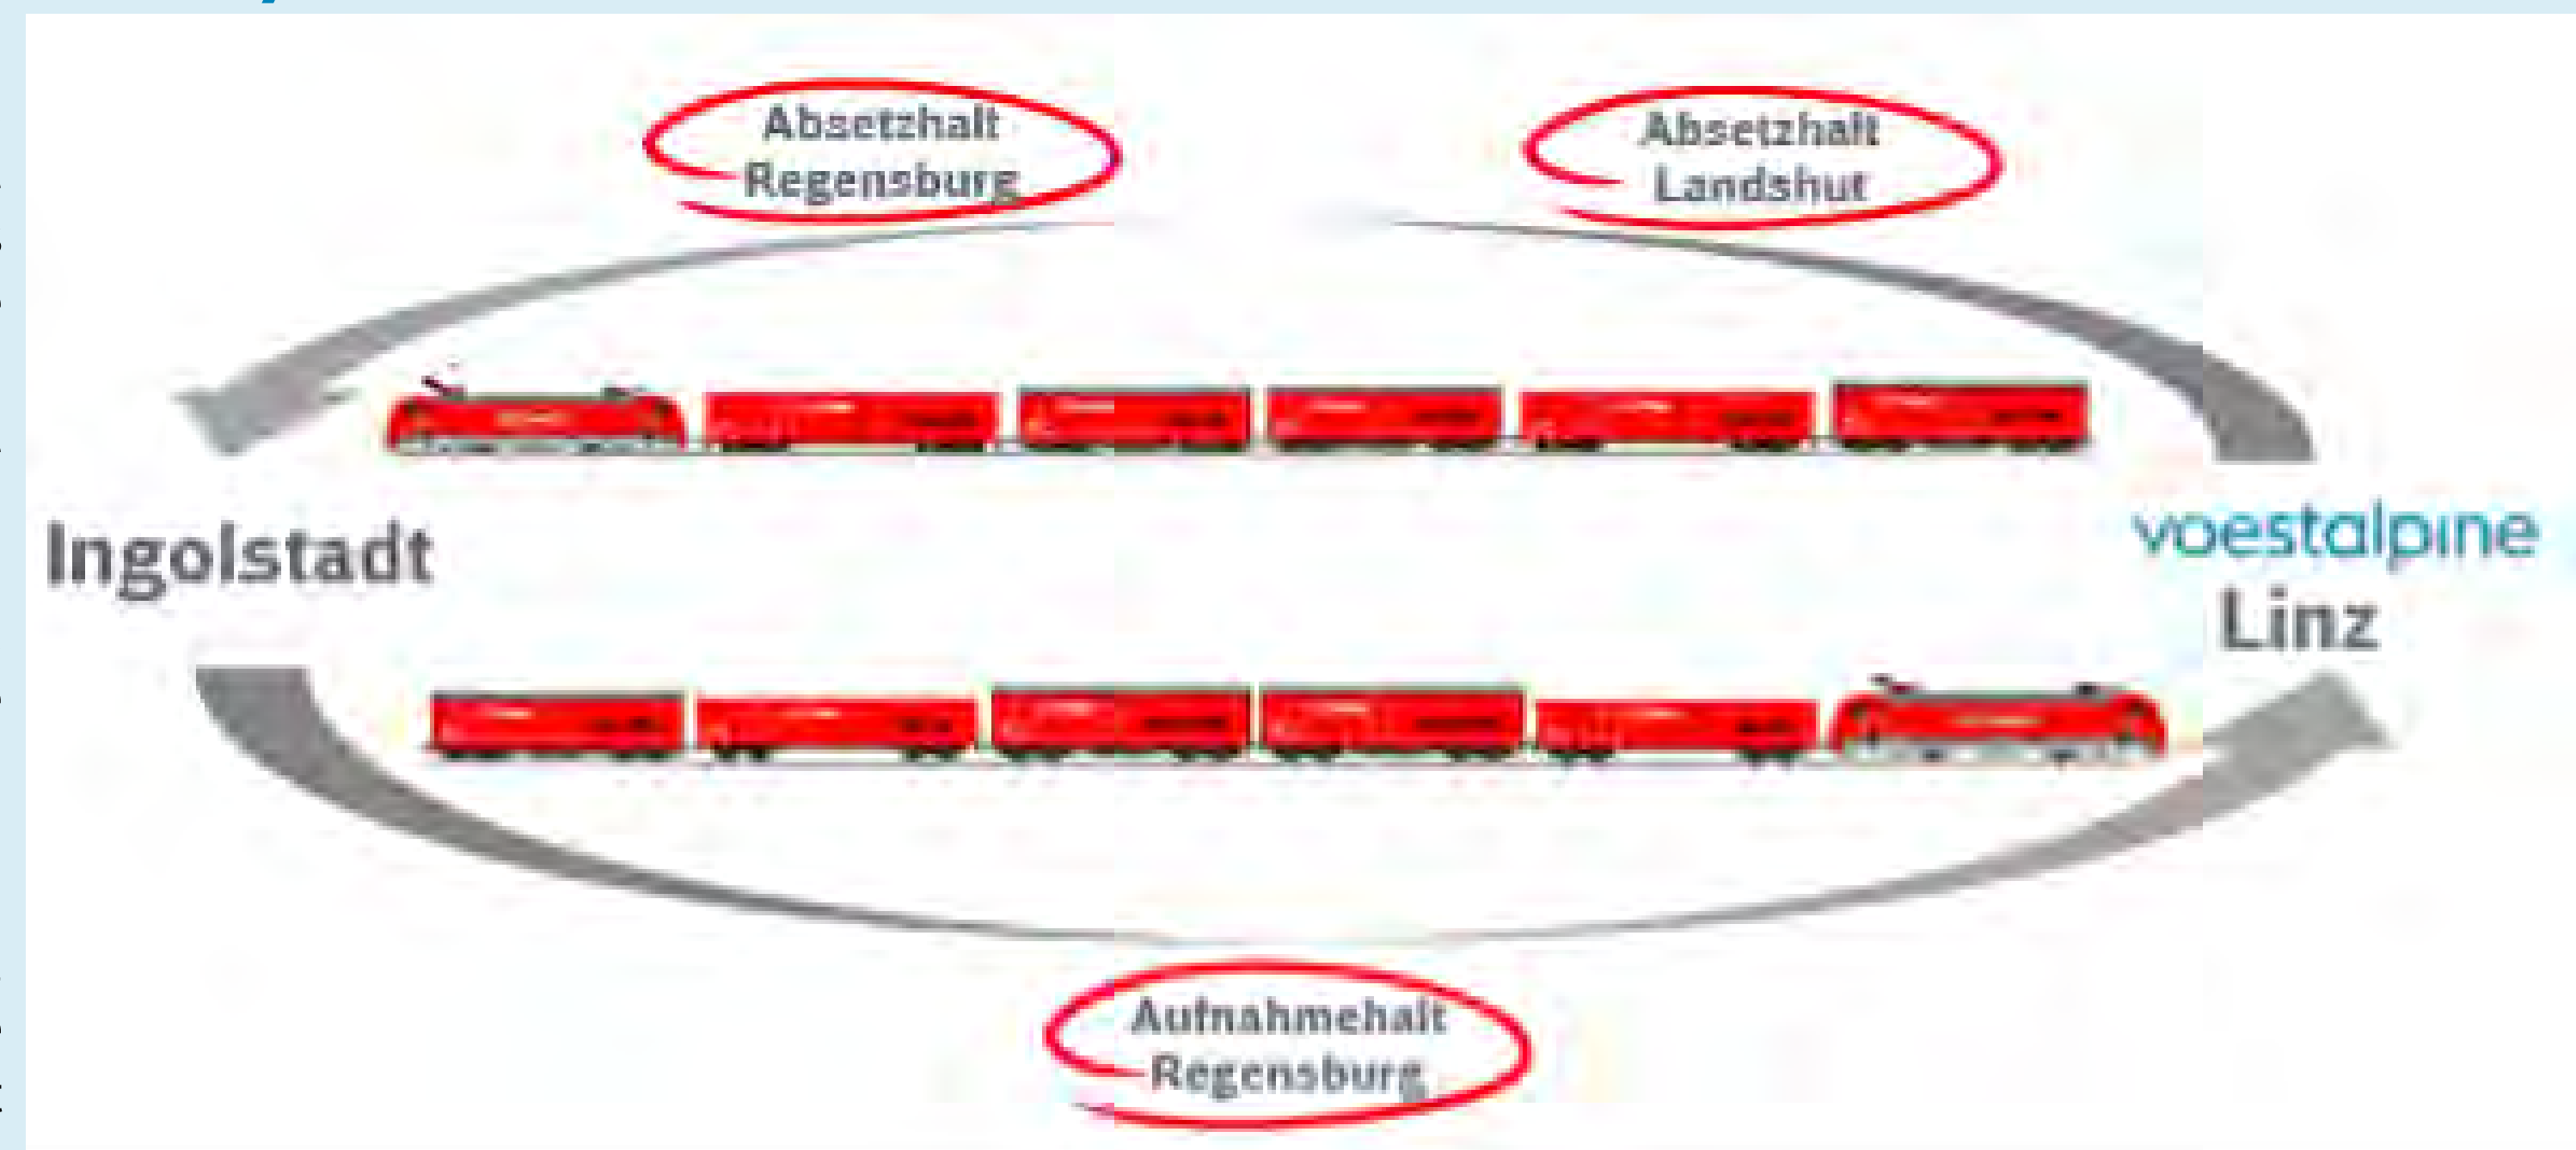 Absetzhalt
Regensburg
Absetzhalt
Landshut
Ingolstadt
voestalpine
Linz
Aufnahmehalt
Regensburg